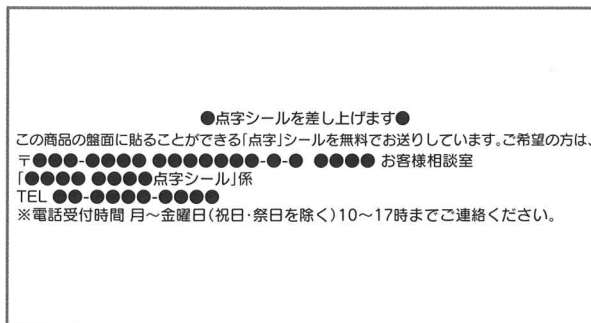 ●点字シールを差し上げます●
この商品の盤面に貼ることができる「点字」シールを無料でお送りしています。ご希望の方は、
〒●●●-●●●● ●●●●●●●-●-● ●●●● お客様相談室
「●●●● ●●●●点字シール」係
TEL ●●-●●●●-●●●●
※電話受付時間 月～金曜日(祝日・祭日を除く)10～17時までご連絡ください。